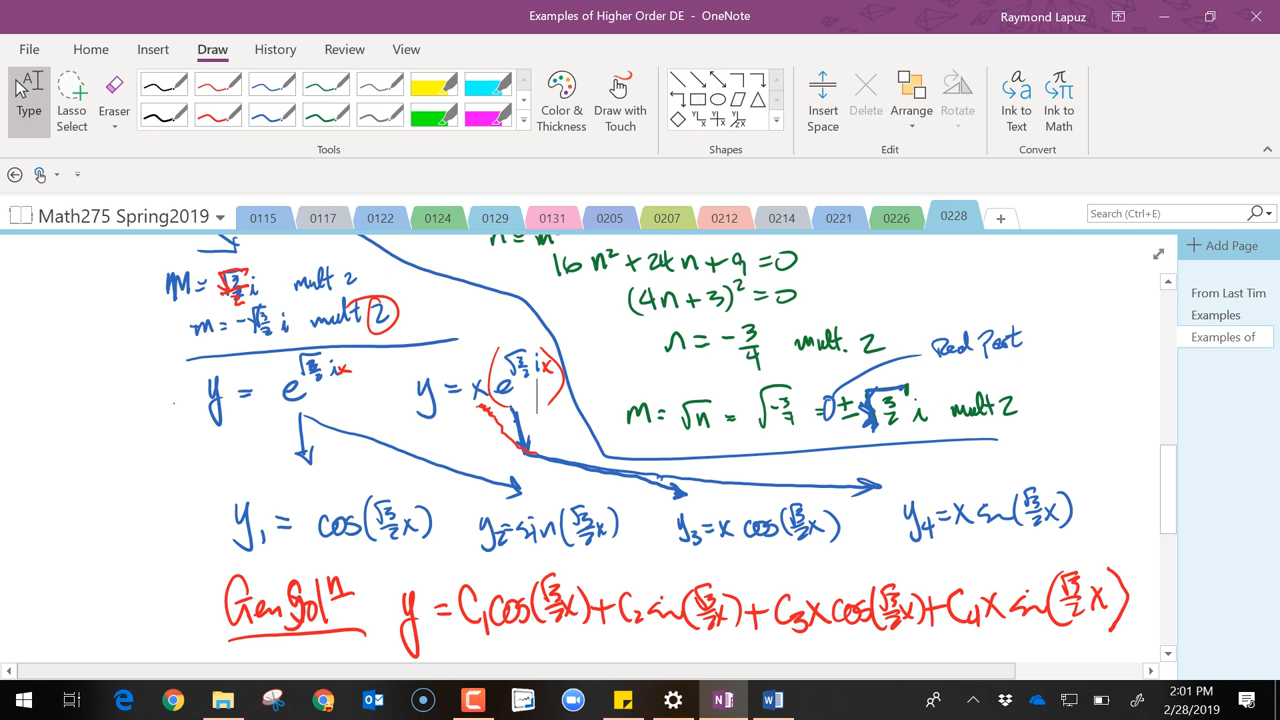 Examples of Higher Order DE - OneNote
Raymond Lapuz
File Home Insert Draw History Review View
Type
Lasso Select
Eraser
Color & Thickness
Draw with Touch
Insert Space
Delete
Arrange
Rotate
Ink to Text
Ink to Math
Tools
Shapes
Edit
Convert
Math275 Spring2019
0115 0117 0122 0124 0129 0131 0205 0207 0212 0214 0221 0226 0228
Search (Ctrl+E)
Add Page
From Last Tim
Examples
Examples of
16n² + 24n + 9 = 0
(4n + 3)² = 0
n = -3/4 mult. 2
Real Part
m = √n = √(-3/4) = 0 ± √3/2 i mult 2
m = √3/2 i mult 2
m = -√3/2 i mult 2
y = e^(√3/2 ix) y = x(e^(√3/2 ix))
y₁ = cos(√3/2 x) y₂ = sin(√3/2 x) y₃ = x cos(√3/2 x) y₄ = x sin(√3/2 x)
Gen Solⁿ y = C₁cos(√3/2 x) + C₂ sin(√3/2 x) + C₃ x cos(√3/2 x) + C₄ x sin(√3/2 x)
2:01 PM
2/28/2019